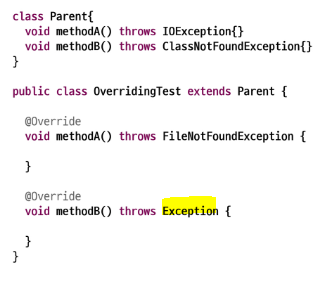 class Parent{
void methodA() throws IOException{}
void methodB() throws ClassNotFoundException{}
}
public class OverridingTest extends Parent {
@Override
void methodA() throws FileNotFoundException {
}
@Override
void methodB() throws Exception {
}
}